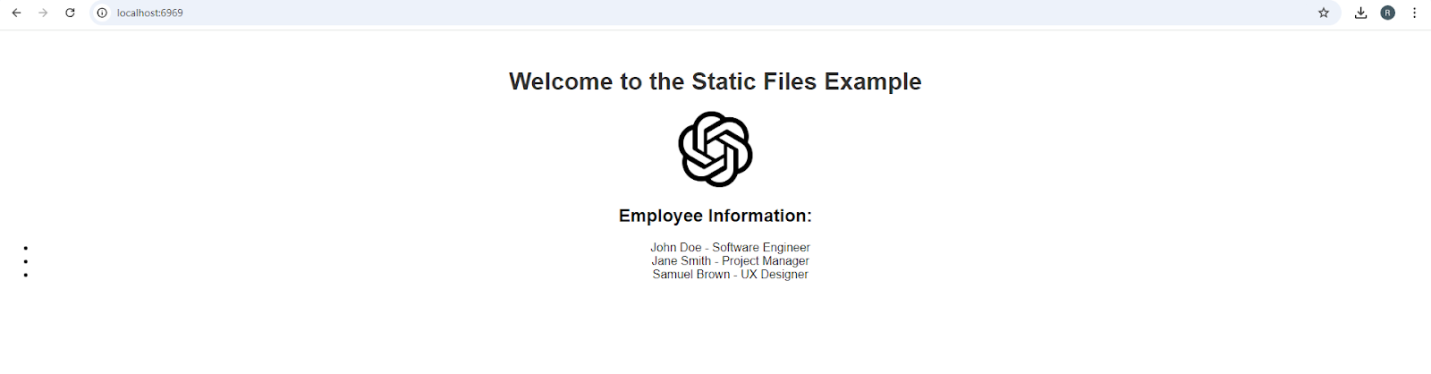 localhost:6969
R
Welcome to the Static Files Example
Employee Information:
John Doe - Software Engineer
Jane Smith - Project Manager
Samuel Brown - UX Designer